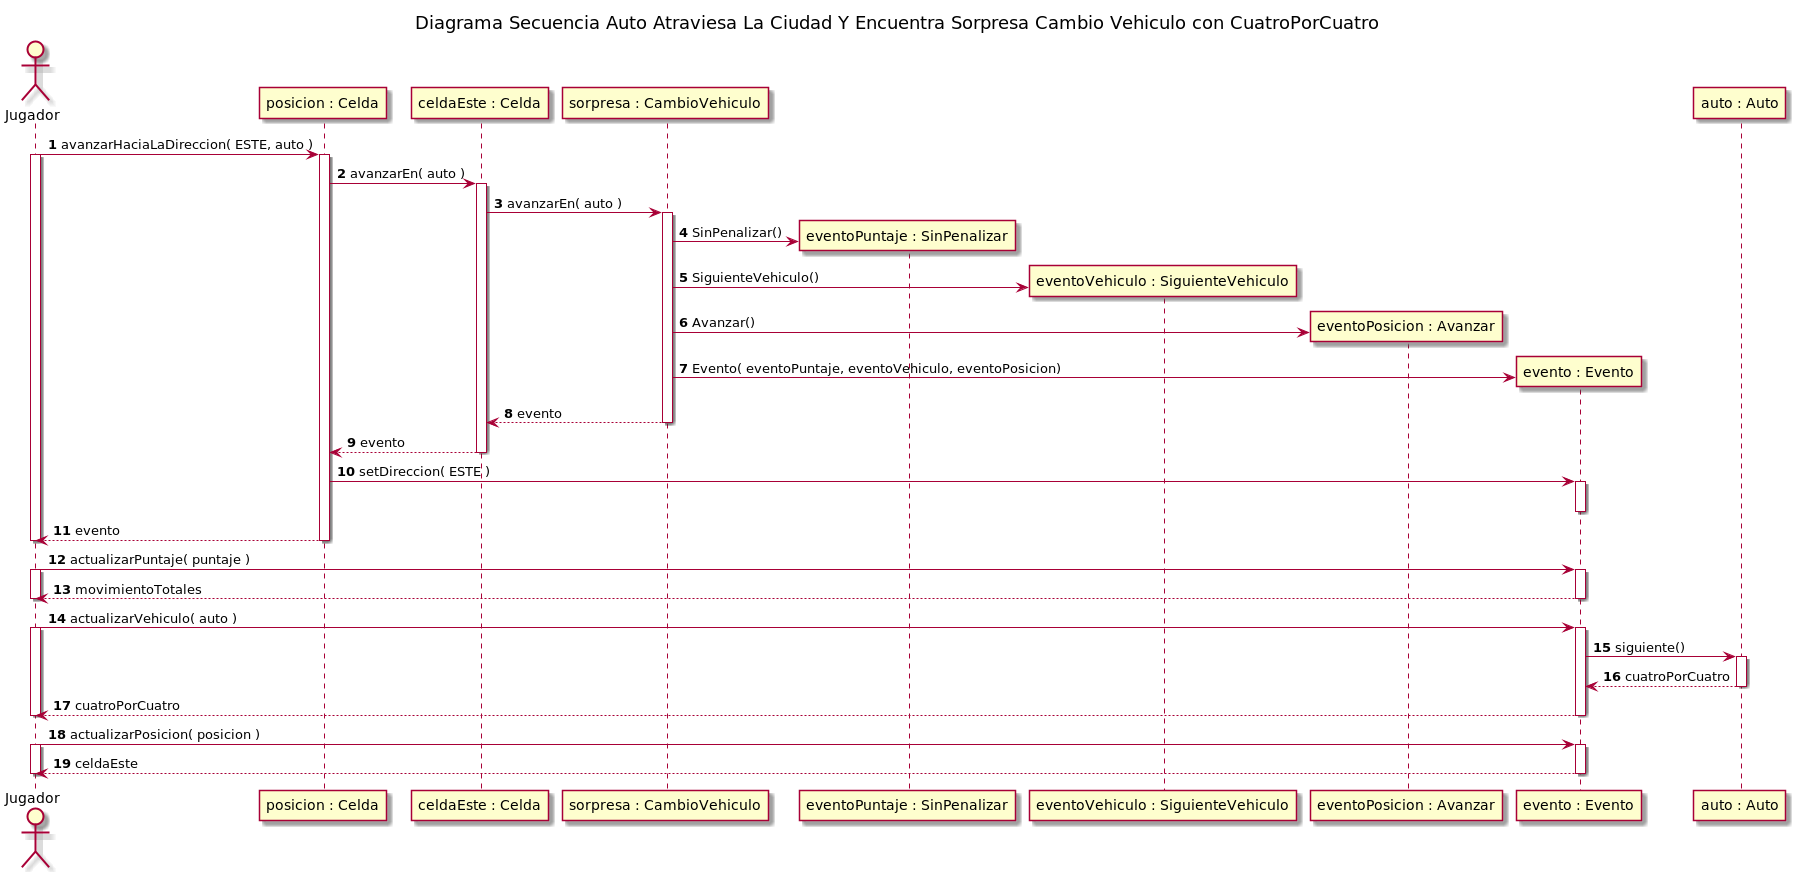 Diagrama Secuencia Auto Atraviesa La Ciudad Y Encuentra Sorpresa Cambio Vehiculo con CuatroPorCuatro
Jugador
posicion : Celda
celdaEste : Celda
sorpresa : CambioVehiculo
auto : Auto
1 avanzarHaciaLaDireccion( ESTE, auto )
2 avanzarEn( auto )
3 avanzarEn( auto )
4 SinPenalizar()
eventoPuntaje : SinPenalizar
5 SiguienteVehiculo()
eventoVehiculo : SiguienteVehiculo
6 Avanzar()
eventoPosicion : Avanzar
7 Evento( eventoPuntaje, eventoVehiculo, eventoPosicion)
evento : Evento
8 evento
9 evento
10 setDireccion( ESTE )
11 evento
12 actualizarPuntaje( puntaje )
13 movimientoTotales
14 actualizarVehiculo( auto )
15 siguiente()
16 cuatroPorCuatro
17 cuatroPorCuatro
18 actualizarPosicion( posicion )
19 celdaEste
Jugador
posicion : Celda
celdaEste : Celda
sorpresa : CambioVehiculo
eventoPuntaje : SinPenalizar
eventoVehiculo : SiguienteVehiculo
eventoPosicion : Avanzar
evento : Evento
auto : Auto